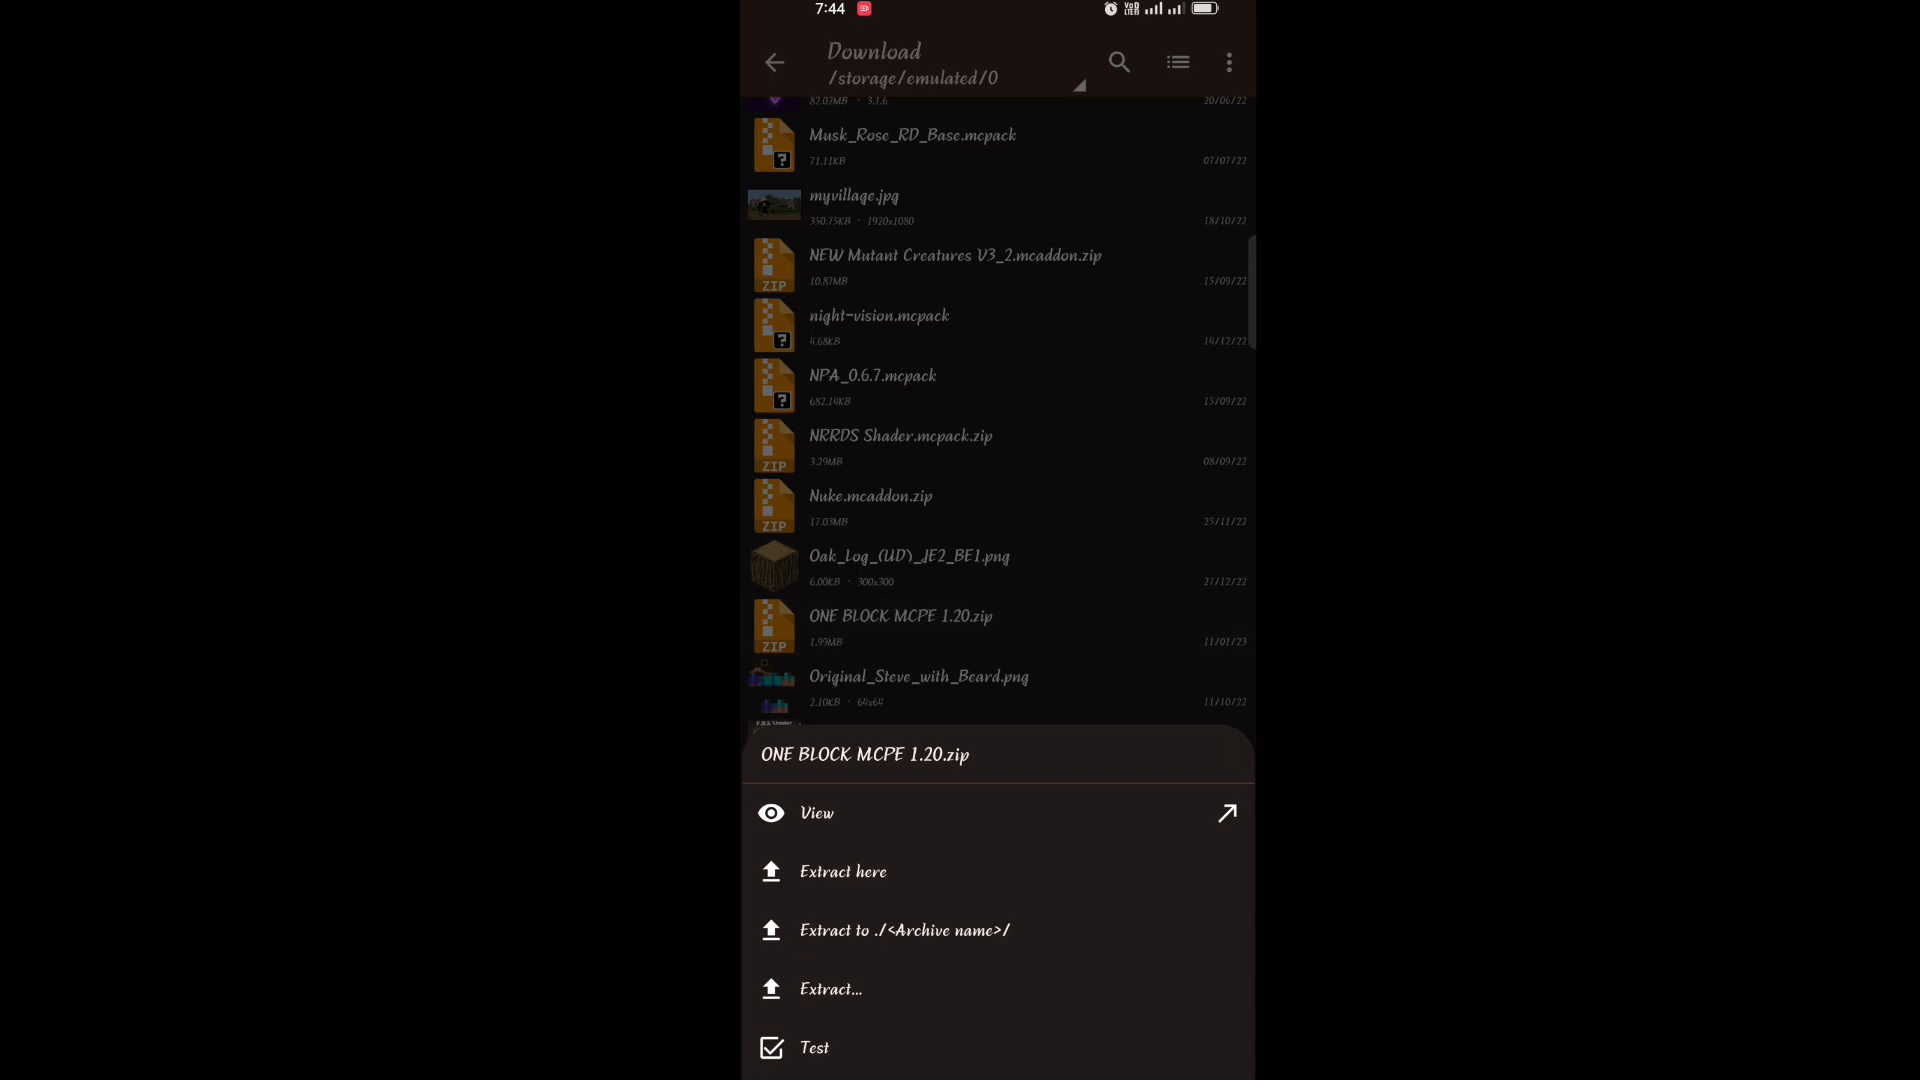 7:44
VoD
LTE
Download
/storage/emulated/0
82.02MB · 3.1.6 20/06/22
Musk_Rose_RD_Base.mcpack
71.11KB 07/07/22
myvillage.jpg
350.75KB · 1920x1080 18/10/22
NEW Mutant Creatures V3_2.mcaddon.zip
ZIP 10.87MB 15/09/22
night-vision.mcpack
? 4.68KB 14/12/22
NPA_0.6.7.mcpack
? 682.14KB 15/09/22
NRRDS Shader.mcpack.zip
ZIP 3.29MB 08/09/22
Nuke.mcaddon.zip
ZIP 17.03MB 25/11/22
Oak_Log_(UD)_JE2_BE1.png
6.00KB · 300x300 27/12/22
ONE BLOCK MCPE 1.20.zip
ZIP 1.99MB 11/01/23
Original_Steve_with_Beard.png
2.10KB · 64x64 11/10/22
ONE BLOCK MCPE 1.20.zip
View
Extract here
Extract to ./<Archive name>/
Extract...
Test